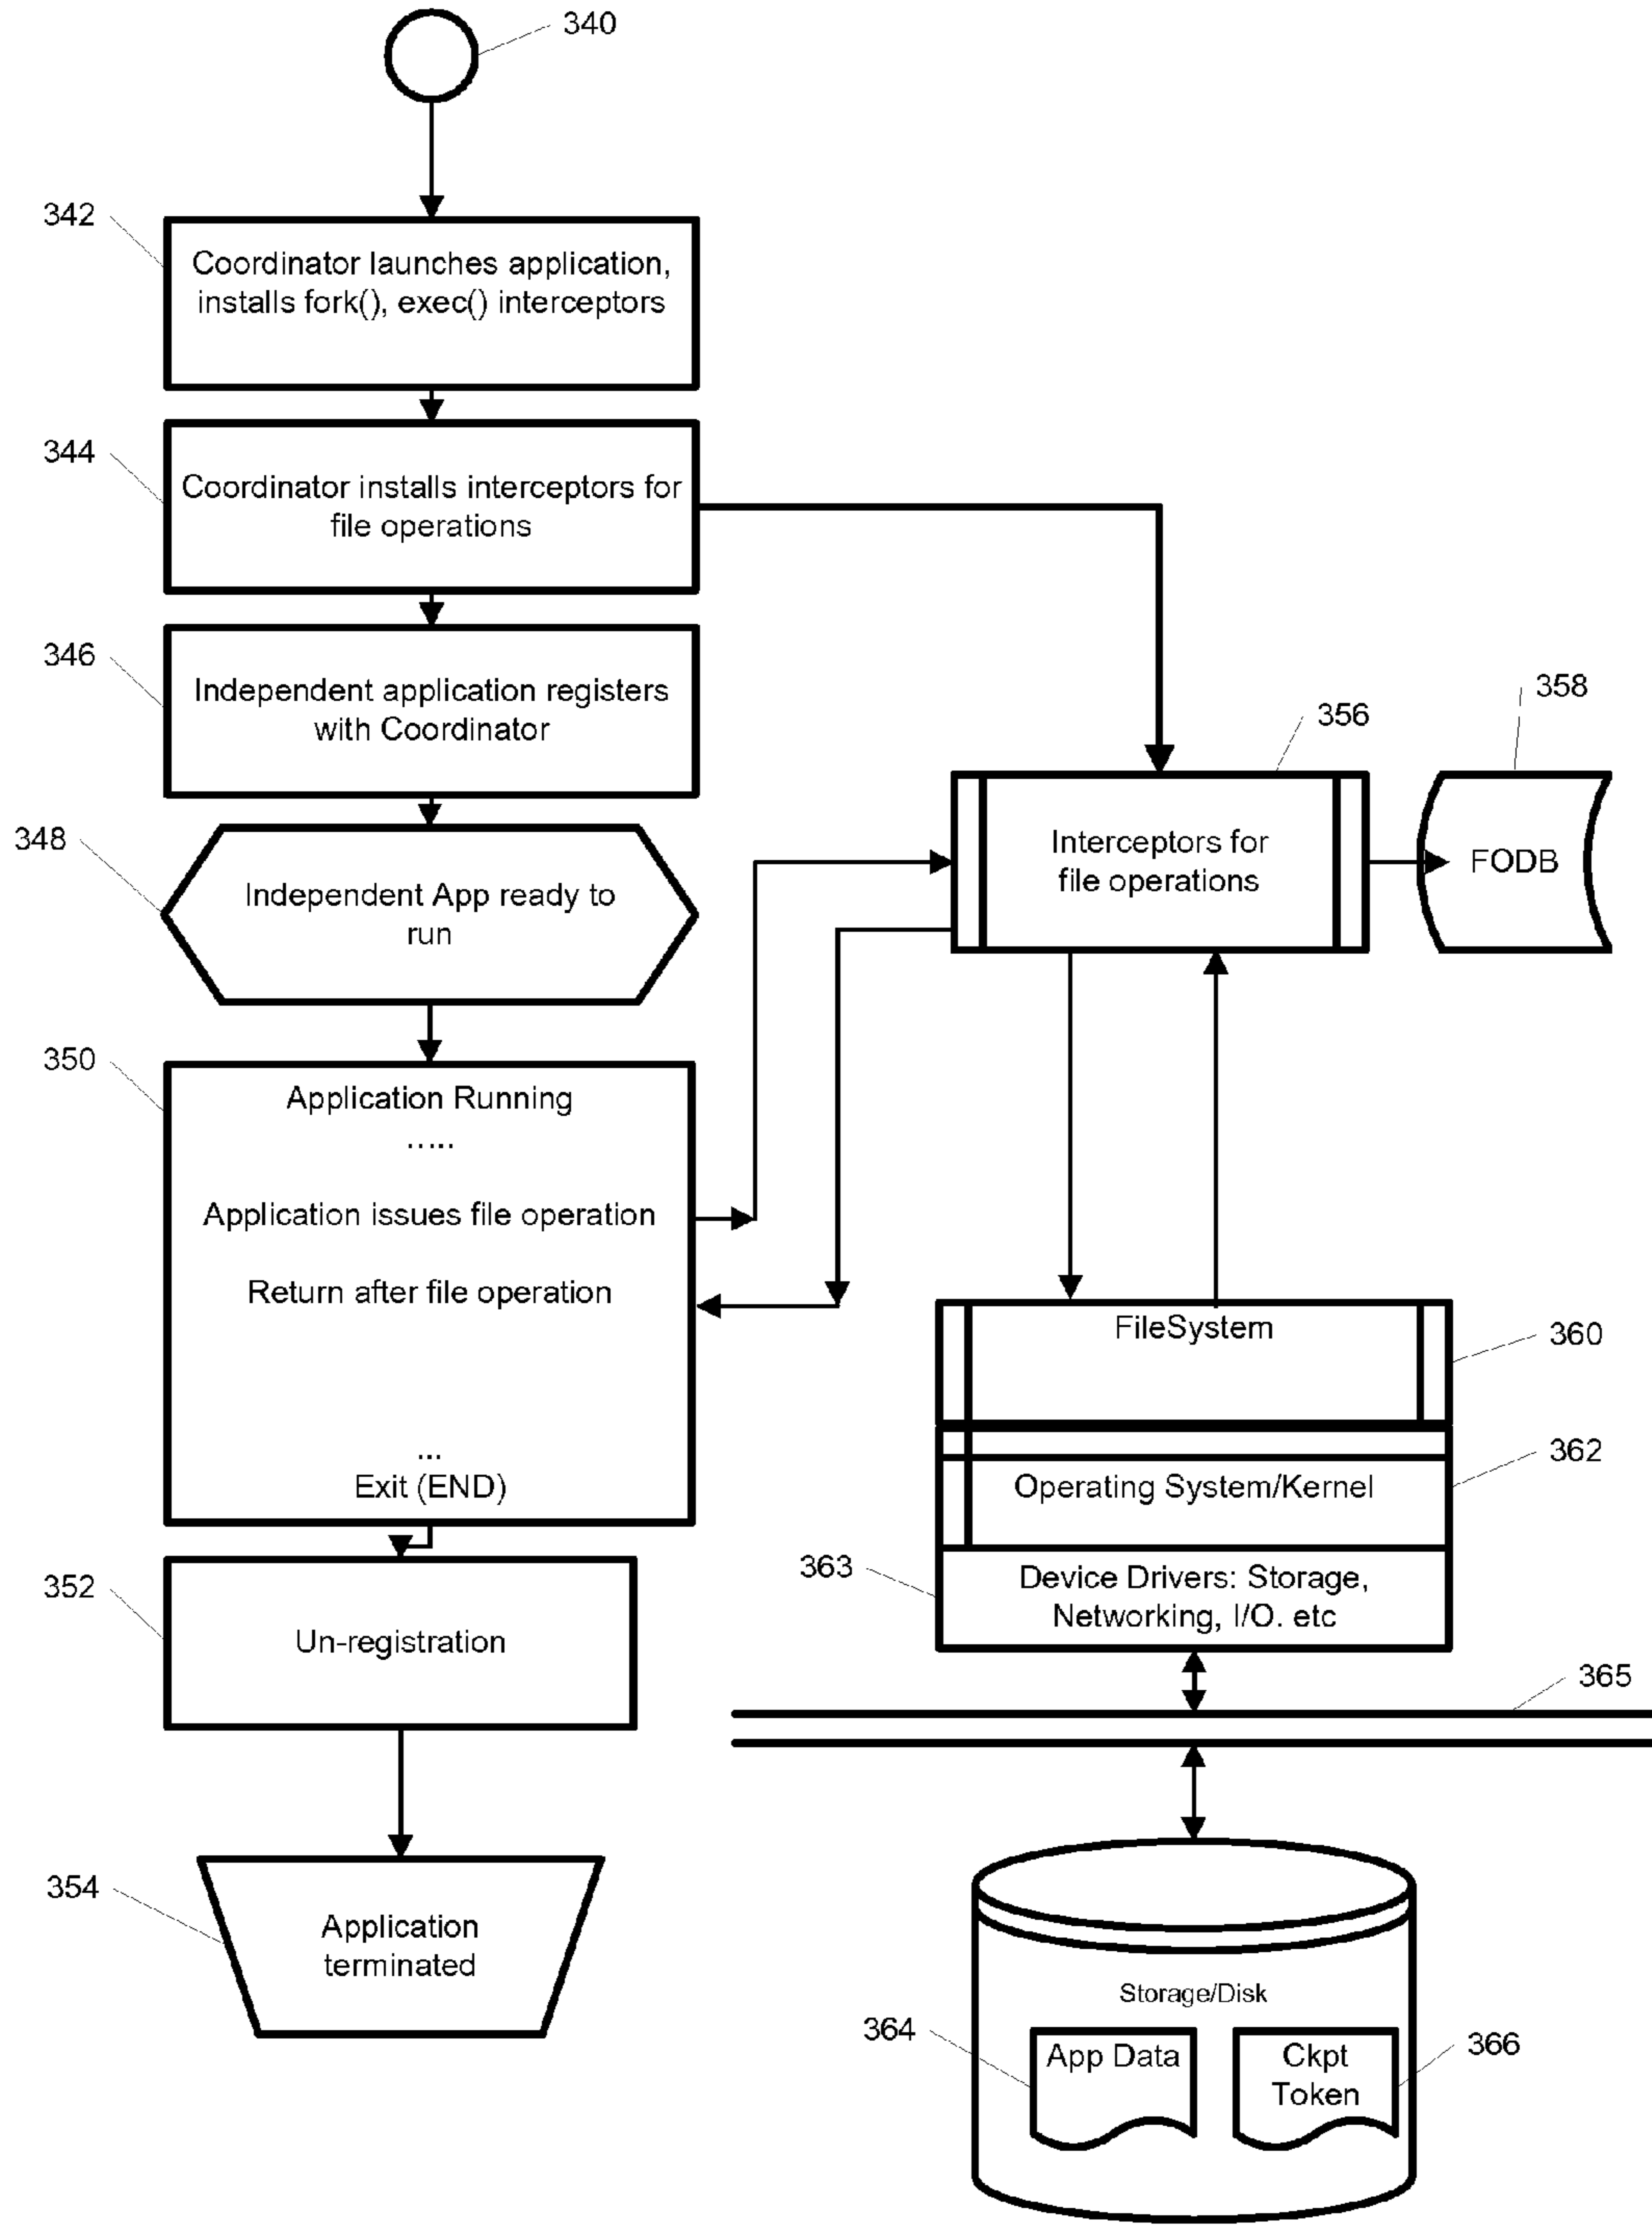 340
342
Coordinator launches application,
installs fork(), exec() interceptors
344
Coordinator installs interceptors for
file operations
346
Independent application registers
with Coordinator
348
Independent App ready to
run
356
Interceptors for
file operations
358
FODB
350
Application Running
.....
Application issues file operation
Return after file operation
...
Exit (END)
FileSystem
360
Operating System/Kernel
362
363
Device Drivers: Storage,
Networking, I/O. etc
352
Un-registration
365
354
Application
terminated
Storage/Disk
364
App Data
Ckpt
Token
366